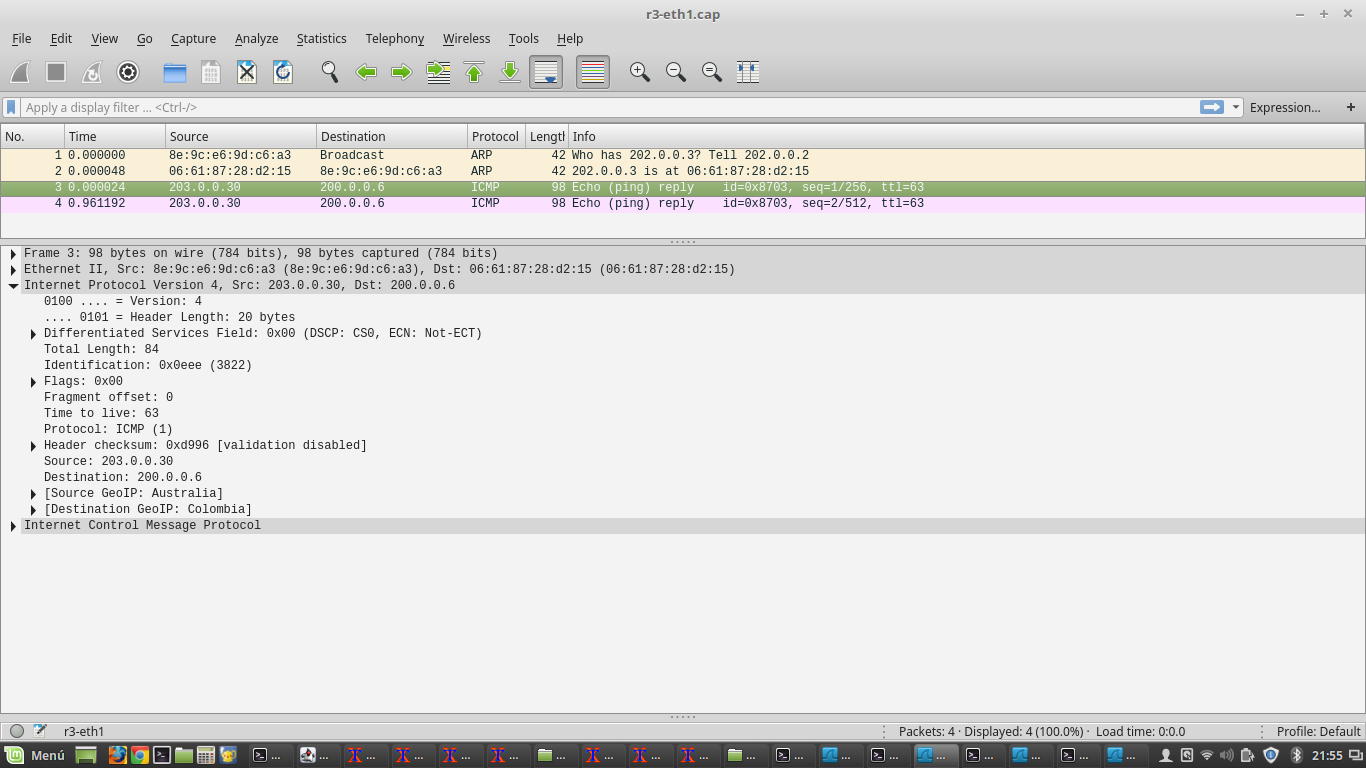 r3-eth1.cap
File Edit View Go Capture Analyze Statistics Telephony Wireless Tools Help
Apply a display filter ... <Ctrl-/> Expression... +
No. Time Source Destination Protocol Length Info
1 0.000000 8e:9c:e6:9d:c6:a3 Broadcast ARP 42 Who has 202.0.0.3? Tell 202.0.0.2
2 0.000048 06:61:87:28:d2:15 8e:9c:e6:9d:c6:a3 ARP 42 202.0.0.3 is at 06:61:87:28:d2:15
3 0.000024 203.0.0.30 200.0.0.6 ICMP 98 Echo (ping) reply id=0x8703, seq=1/256, ttl=63
4 0.961192 203.0.0.30 200.0.0.6 ICMP 98 Echo (ping) reply id=0x8703, seq=2/512, ttl=63
Frame 3: 98 bytes on wire (784 bits), 98 bytes captured (784 bits)
Ethernet II, Src: 8e:9c:e6:9d:c6:a3 (8e:9c:e6:9d:c6:a3), Dst: 06:61:87:28:d2:15 (06:61:87:28:d2:15)
Internet Protocol Version 4, Src: 203.0.0.30, Dst: 200.0.0.6
0100 .... = Version: 4
.... 0101 = Header Length: 20 bytes
Differentiated Services Field: 0x00 (DSCP: CS0, ECN: Not-ECT)
Total Length: 84
Identification: 0x0eee (3822)
Flags: 0x00
Fragment offset: 0
Time to live: 63
Protocol: ICMP (1)
Header checksum: 0xd996 [validation disabled]
Source: 203.0.0.30
Destination: 200.0.0.6
[Source GeoIP: Australia]
[Destination GeoIP: Colombia]
Internet Control Message Protocol
r3-eth1 Packets: 4 · Displayed: 4 (100.0%) · Load time: 0:0.0 Profile: Default
Menú ... ... ... ... ... ... ... ... ... ... ... ... ... ... ... ... ... ... ... 21:55